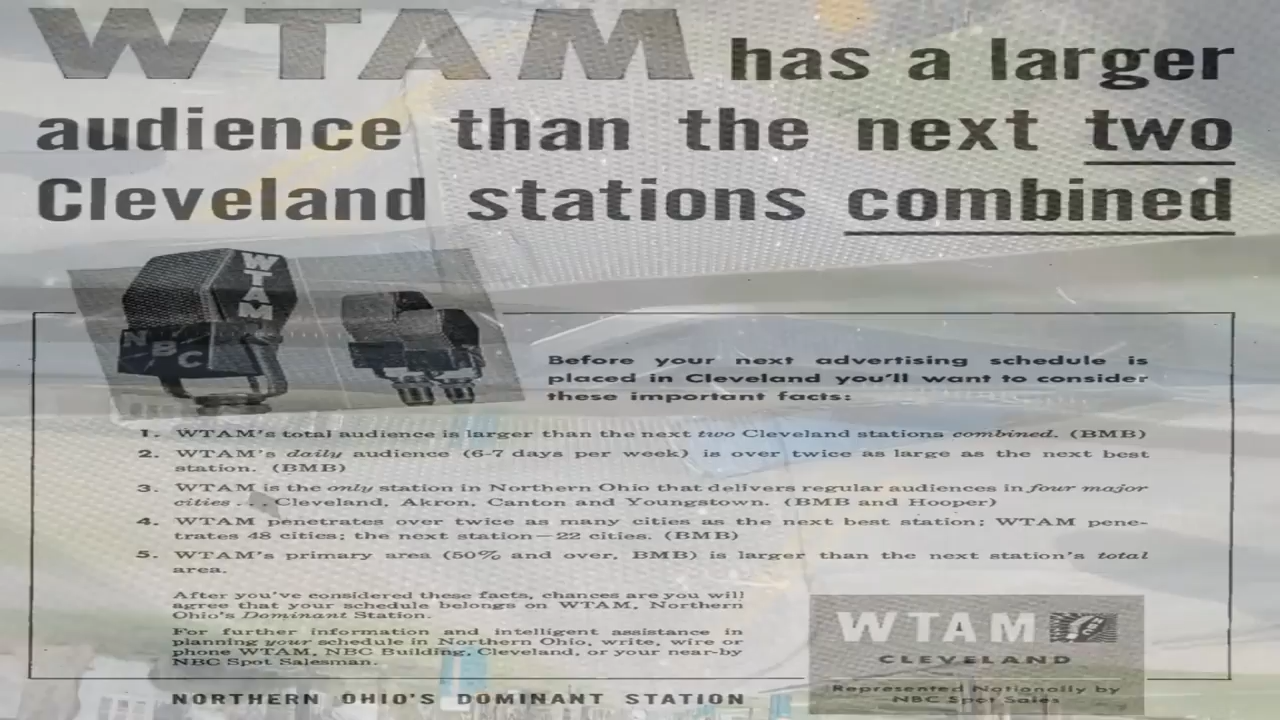 WTAM has a larger
audience than the next two
Cleveland stations combined
WTAM
NBC
Before your next advertising schedule is
placed in Cleveland you'll want to consider
these important facts:
1. WTAM's total audience is larger than the next two Cleveland stations combined. (BMB)
2. WTAM's daily audience (6-7 days per week) is over twice as large as the next best
station. (BMB)
3. WTAM is the only station in Northern Ohio that delivers regular audiences in four major
cities . . . Cleveland, Akron, Canton and Youngstown. (BMB and Hooper)
4. WTAM penetrates over twice as many cities as the next best station; WTAM pene-
trates 48 cities; the next station—22 cities. (BMB)
5. WTAM's primary area (50% and over, BMB) is larger than the next station's total
area.
After you've considered these facts, chances are you will
agree that your schedule belongs on WTAM, Northern
Ohio's Dominant Station.
For further information and intelligent assistance in
planning your schedule in Northern Ohio, write, wire or
phone WTAM, NBC Building, Cleveland, or your near-by
NBC Spot Salesman.
NORTHERN OHIO'S DOMINANT STATION
WTAM
CLEVELAND
Represented Nationally by
NBC Spot Sales